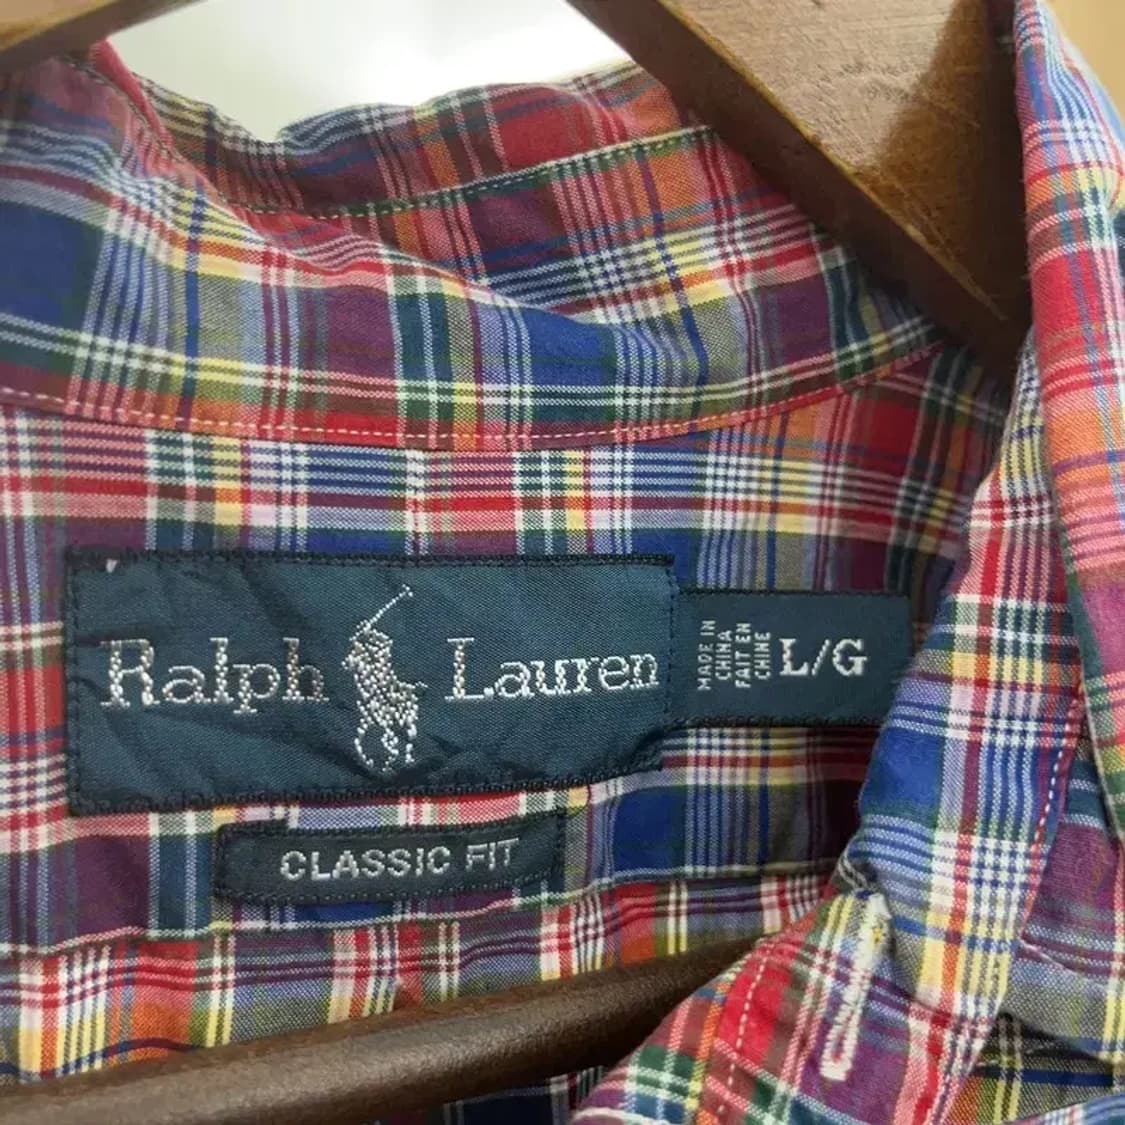 Ralph Lauren
MADE IN
CHINA
FAIT EN
CHINE
L/G
CLASSIC FIT